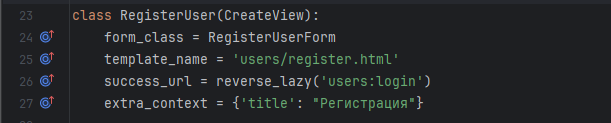 23 class RegisterUser(CreateView):
24 form_class = RegisterUserForm
25 template_name = 'users/register.html'
26 success_url = reverse_lazy('users:login')
27 extra_context = {'title': "Регистрация"}